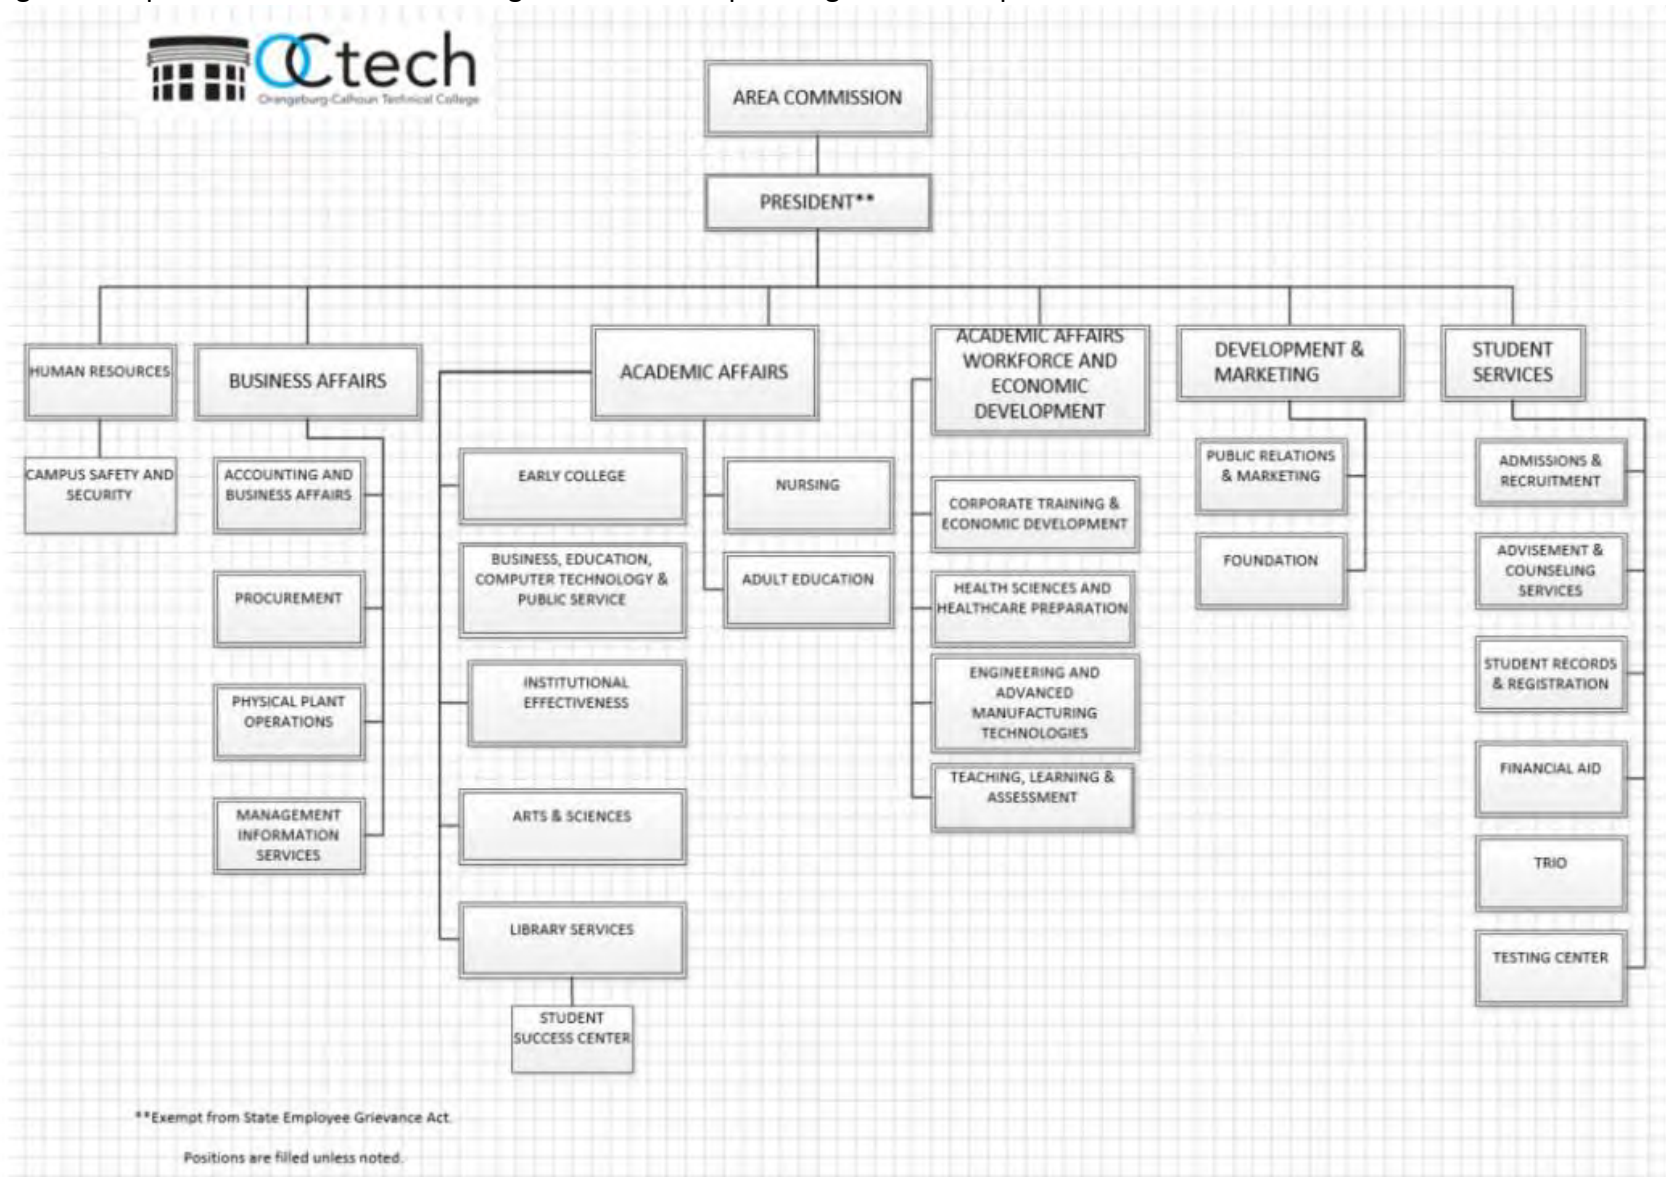 OCtech
Orangeburg-Calhoun Technical College
AREA COMMISSION
PRESIDENT**
HUMAN RESOURCES
CAMPUS SAFETY AND
SECURITY
BUSINESS AFFAIRS
ACCOUNTING AND
BUSINESS AFFAIRS
PROCUREMENT
PHYSICAL PLANT
OPERATIONS
MANAGEMENT
INFORMATION
SERVICES
ACADEMIC AFFAIRS
EARLY COLLEGE
BUSINESS, EDUCATION,
COMPUTER TECHNOLOGY &
PUBLIC SERVICE
INSTITUTIONAL
EFFECTIVENESS
ARTS & SCIENCES
LIBRARY SERVICES
STUDENT
SUCCESS CENTER
NURSING
ADULT EDUCATION
ACADEMIC AFFAIRS
WORKFORCE AND
ECONOMIC
DEVELOPMENT
CORPORATE TRAINING &
ECONOMIC DEVELOPMENT
HEALTH SCIENCES AND
HEALTHCARE PREPARATION
ENGINEERING AND
ADVANCED
MANUFACTURING
TECHNOLOGIES
TEACHING, LEARNING &
ASSESSMENT
DEVELOPMENT &
MARKETING
PUBLIC RELATIONS
& MARKETING
FOUNDATION
STUDENT
SERVICES
ADMISSIONS &
RECRUITMENT
ADVISEMENT &
COUNSELING
SERVICES
STUDENT RECORDS
& REGISTRATION
FINANCIAL AID
TRIO
TESTING CENTER
**Exempt from State Employee Grievance Act.
Positions are filled unless noted.